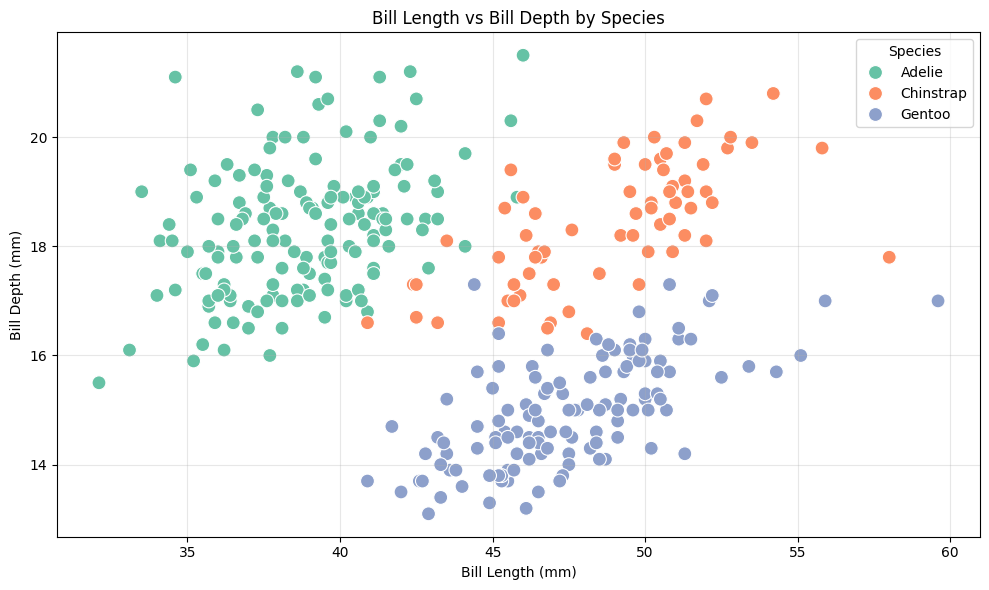 Bill Length vs Bill Depth by Species
Species
Adelie
Chinstrap
Gentoo
Bill Depth (mm)
20
18
16
14
35 40 45 50 55 60
Bill Length (mm)